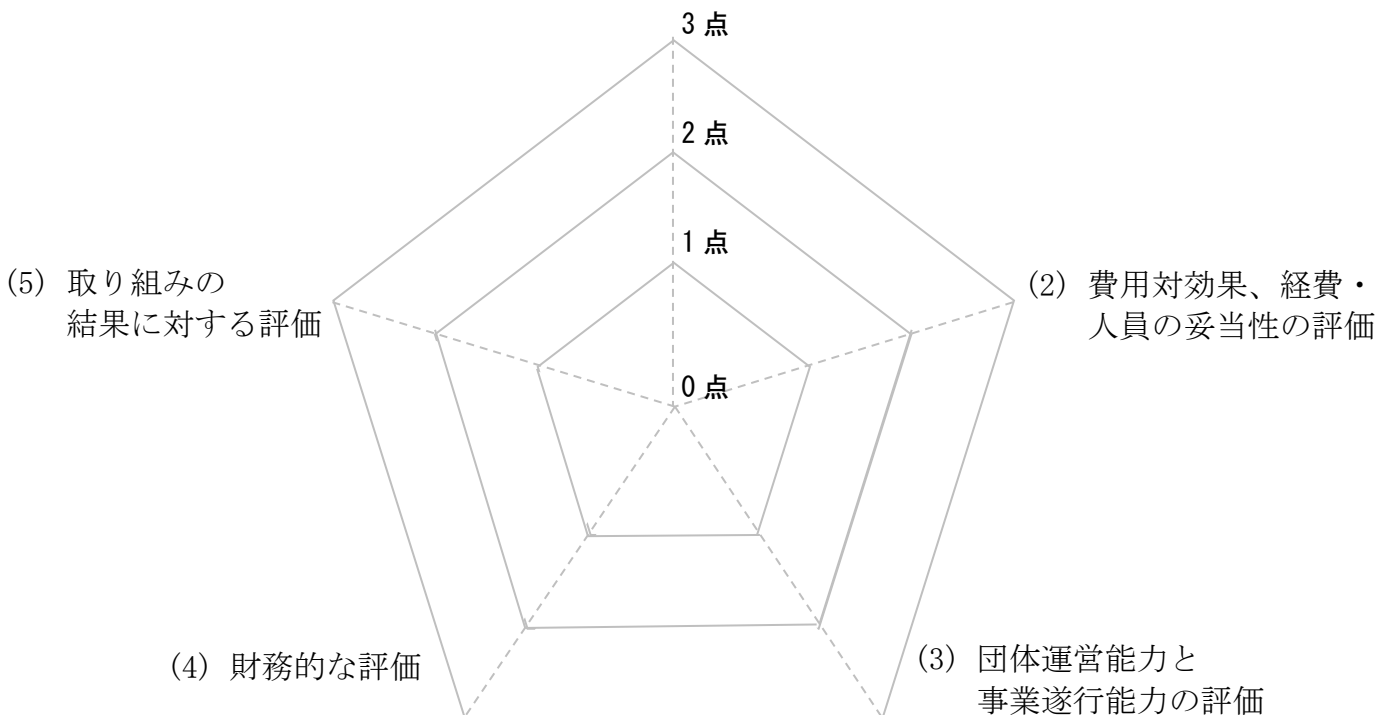 3点
2点
1点
0点
(5) 取り組みの
結果に対する評価
(2) 費用対効果、経費・
人員の妥当性の評価
(4) 財務的な評価
(3) 団体運営能力と
事業遂行能力の評価